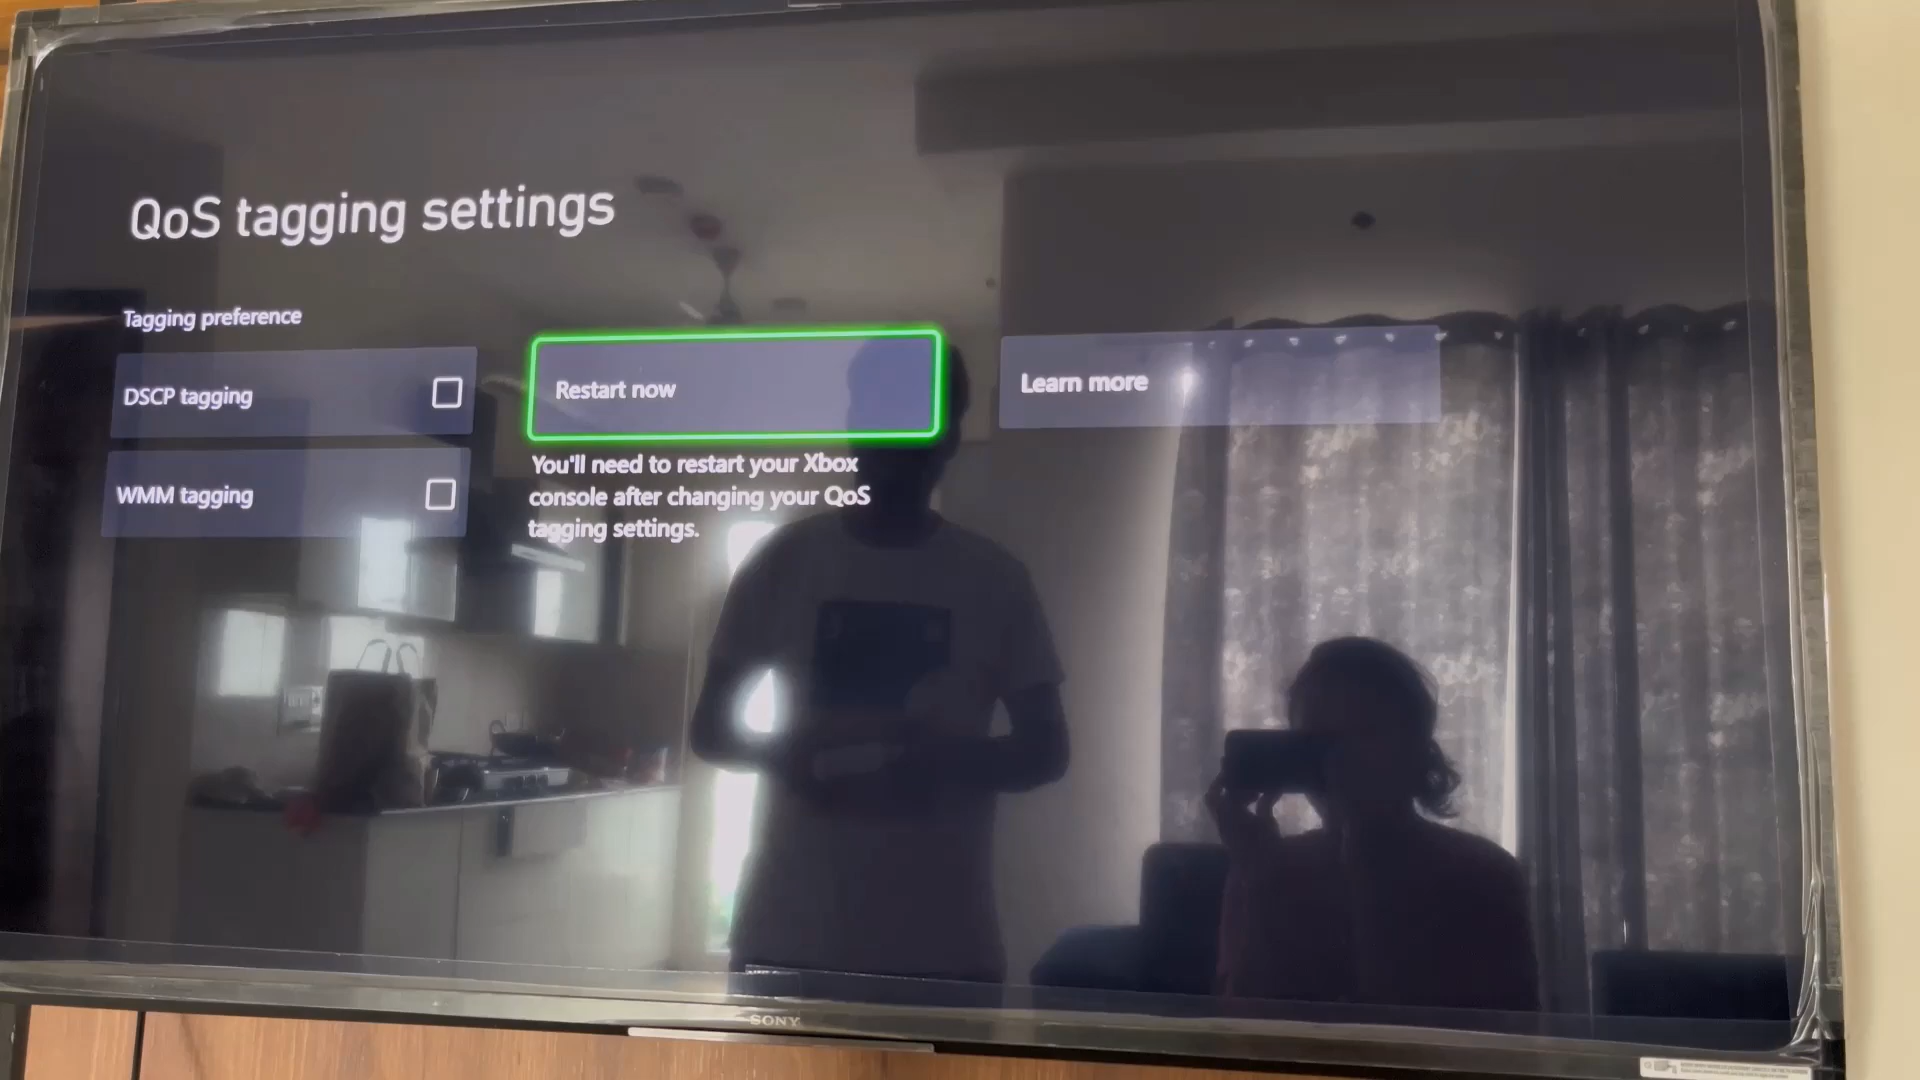 QoS tagging settings
Tagging preference
DSCP tagging
WMM tagging
Restart now
You'll need to restart your Xbox
console after changing your QoS
tagging settings.
Learn more
SONY